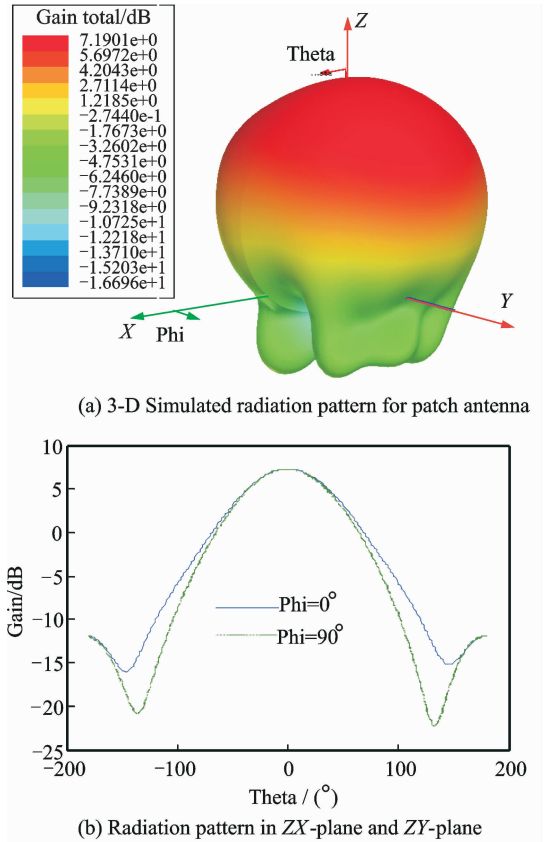 Gain total/dB
7.1901e+0
5.6972e+0
4.2043e+0
2.7114e+0
1.2185e+0
−2.7440e-1
−1.7673e+0
−3.2602e+0
−4.7531e+0
−6.2460e+0
−7.7389e+0
−9.2318e+0
−1.0725e+1
−1.2218e+1
−1.3710e+1
−1.5203e+1
−1.6696e+1
Z
Theta
Y
X
Phi
(a) 3-D Simulated radiation pattern for patch antenna
10
5
0
−5
−10
−15
−20
−25
Gain/dB
Phi=0°
Phi=90°
−200
−100
0
100
200
Theta / (°)
(b) Radiation pattern in ZX-plane and ZY-plane